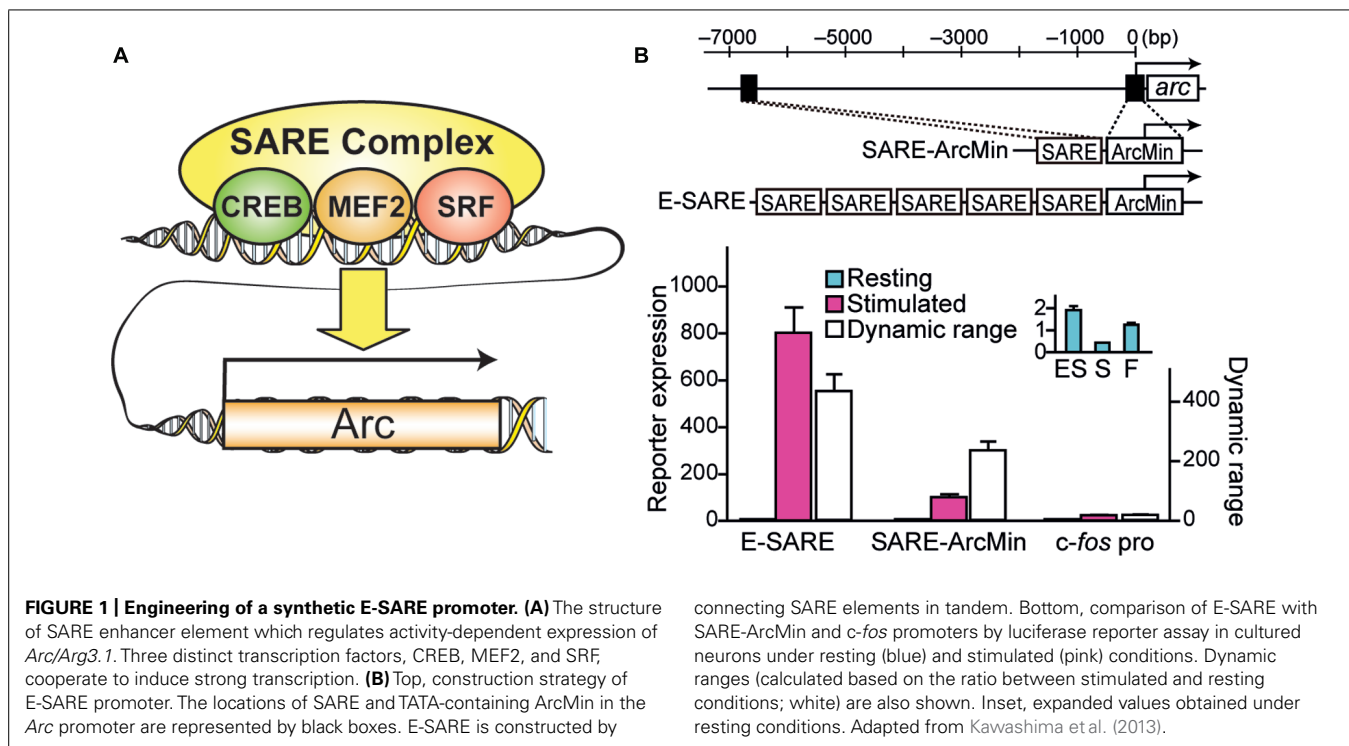 A
SARE Complex
CREB MEF2 SRF
Arc
B
–7000 –5000 –3000 –1000 0 (bp)
arc
SARE-ArcMin SARE ArcMin
E-SARE SARE SARE SARE SARE SARE ArcMin
Reporter expression
1000
800
600
400
200
0
Resting
Stimulated
Dynamic range
2
1
0
ES S F
Dynamic range
400
200
0
E-SARE SARE-ArcMin c-fos pro
FIGURE 1 | Engineering of a synthetic E-SARE promoter. (A) The structure
of SARE enhancer element which regulates activity-dependent expression of
Arc/Arg3.1. Three distinct transcription factors, CREB, MEF2, and SRF,
cooperate to induce strong transcription. (B) Top, construction strategy of
E-SARE promoter. The locations of SARE and TATA-containing ArcMin in the
Arc promoter are represented by black boxes. E-SARE is constructed by
connecting SARE elements in tandem. Bottom, comparison of E-SARE with
SARE-ArcMin and c-fos promoters by luciferase reporter assay in cultured
neurons under resting (blue) and stimulated (pink) conditions. Dynamic
ranges (calculated based on the ratio between stimulated and resting
conditions; white) are also shown. Inset, expanded values obtained under
resting conditions. Adapted from Kawashima et al. (2013).